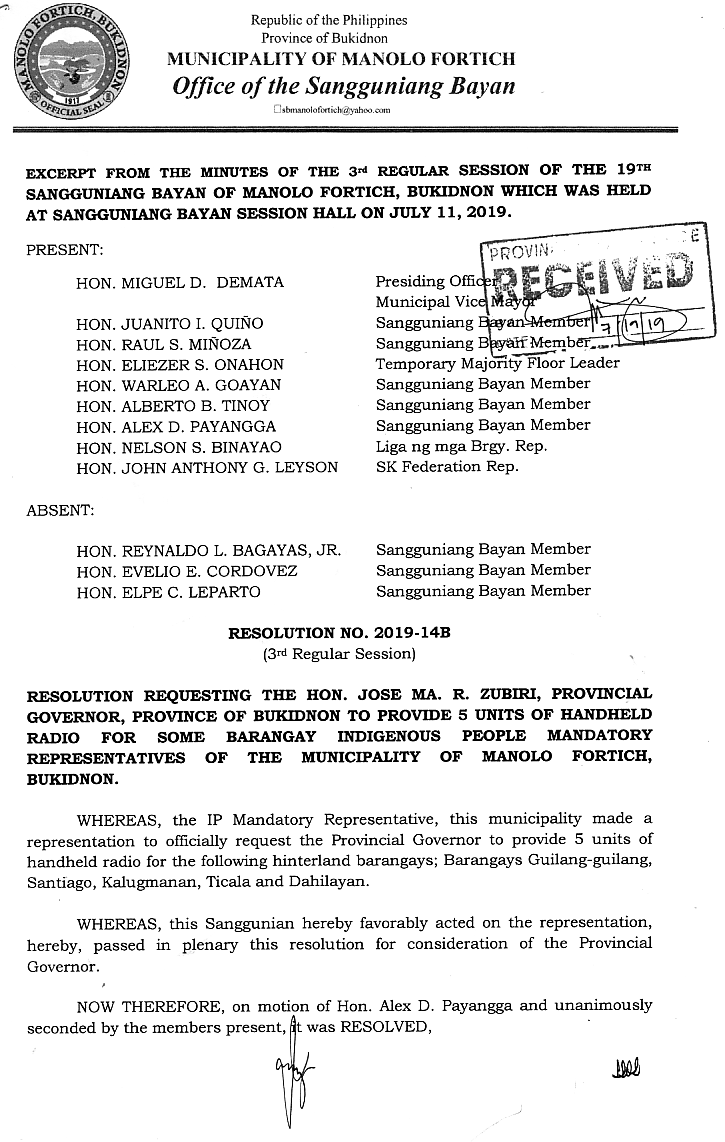 MANOLO FORTICH, BUKIDNON
1917
OFFICIAL SEAL
Republic of the Philippines
Province of Bukidnon
MUNICIPALITY OF MANOLO FORTICH
Office of the Sangguniang Bayan
□sbmanolofortich@yahoo.com
EXCERPT FROM THE MINUTES OF THE 3rd REGULAR SESSION OF THE 19TH
SANGGUNIANG BAYAN OF MANOLO FORTICH, BUKIDNON WHICH WAS HELD
AT SANGGUNIANG BAYAN SESSION HALL ON JULY 11, 2019.
PROVIN
RECEIVED
7/17/19
PRESENT:
HON. MIGUEL D. DEMATA Presiding Officer
Municipal Vice Mayor
HON. JUANITO I. QUIÑO Sangguniang Bayan Member
HON. RAUL S. MIÑOZA Sangguniang Bayan Member
HON. ELIEZER S. ONAHON Temporary Majority Floor Leader
HON. WARLEO A. GOAYAN Sangguniang Bayan Member
HON. ALBERTO B. TINOY Sangguniang Bayan Member
HON. ALEX D. PAYANGGA Sangguniang Bayan Member
HON. NELSON S. BINAYAO Liga ng mga Brgy. Rep.
HON. JOHN ANTHONY G. LEYSON SK Federation Rep.
ABSENT:
HON. REYNALDO L. BAGAYAS, JR. Sangguniang Bayan Member
HON. EVELIO E. CORDOVEZ Sangguniang Bayan Member
HON. ELPE C. LEPARTO Sangguniang Bayan Member
RESOLUTION NO. 2019-14B
(3rd Regular Session)
RESOLUTION REQUESTING THE HON. JOSE MA. R. ZUBIRI, PROVINCIAL
GOVERNOR, PROVINCE OF BUKIDNON TO PROVIDE 5 UNITS OF HANDHELD
RADIO FOR SOME BARANGAY INDIGENOUS PEOPLE MANDATORY
REPRESENTATIVES OF THE MUNICIPALITY OF MANOLO FORTICH,
BUKIDNON.
WHEREAS, the IP Mandatory Representative, this municipality made a
representation to officially request the Provincial Governor to provide 5 units of
handheld radio for the following hinterland barangays; Barangays Guilang-guilang,
Santiago, Kalugmanan, Ticala and Dahilayan.
WHEREAS, this Sanggunian hereby favorably acted on the representation,
hereby, passed in plenary this resolution for consideration of the Provincial
Governor.
NOW THEREFORE, on motion of Hon. Alex D. Payangga and unanimously
seconded by the members present, it was RESOLVED,